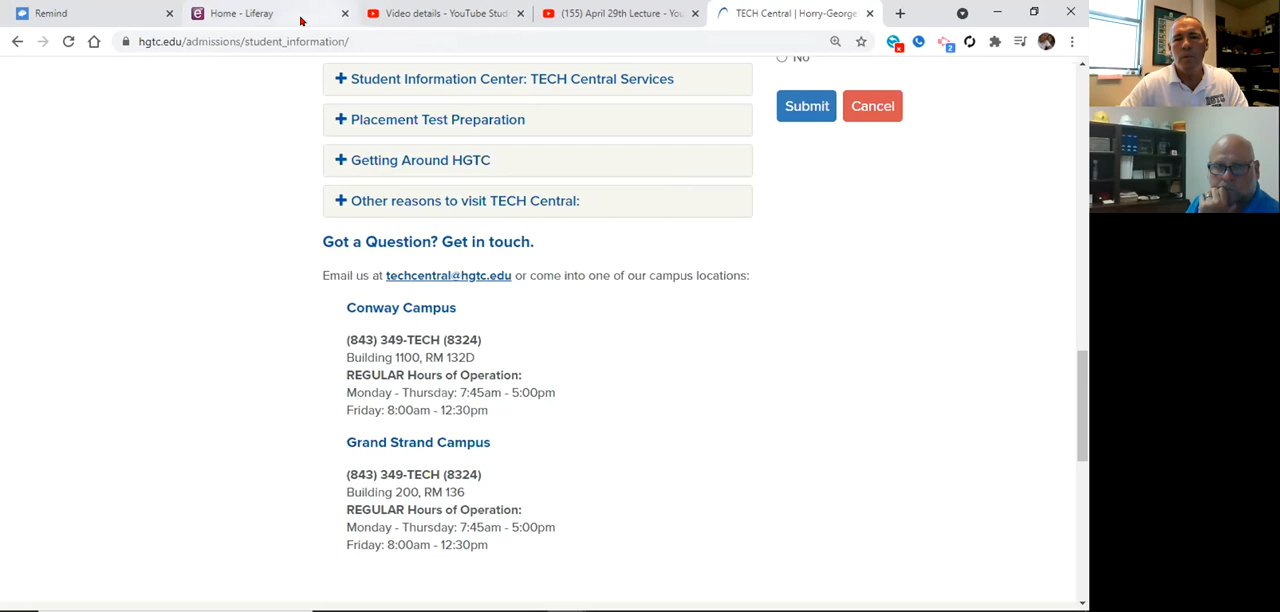 Remind
Home - Liferay
Video details - YouTube Stud
(155) April 29th Lecture - You
TECH Central | Horry-George
hgtc.edu/admissions/student_information/
No
Student Information Center: TECH Central Services
Submit
Cancel
Placement Test Preparation
Getting Around HGTC
Other reasons to visit TECH Central:
Got a Question? Get in touch.
Email us at techcentral@hgtc.edu or come into one of our campus locations:
Conway Campus
(843) 349-TECH (8324)
Building 1100, RM 132D
REGULAR Hours of Operation:
Monday - Thursday: 7:45am - 5:00pm
Friday: 8:00am - 12:30pm
Grand Strand Campus
(843) 349-TECH (8324)
Building 200, RM 136
REGULAR Hours of Operation:
Monday - Thursday: 7:45am - 5:00pm
Friday: 8:00am - 12:30pm